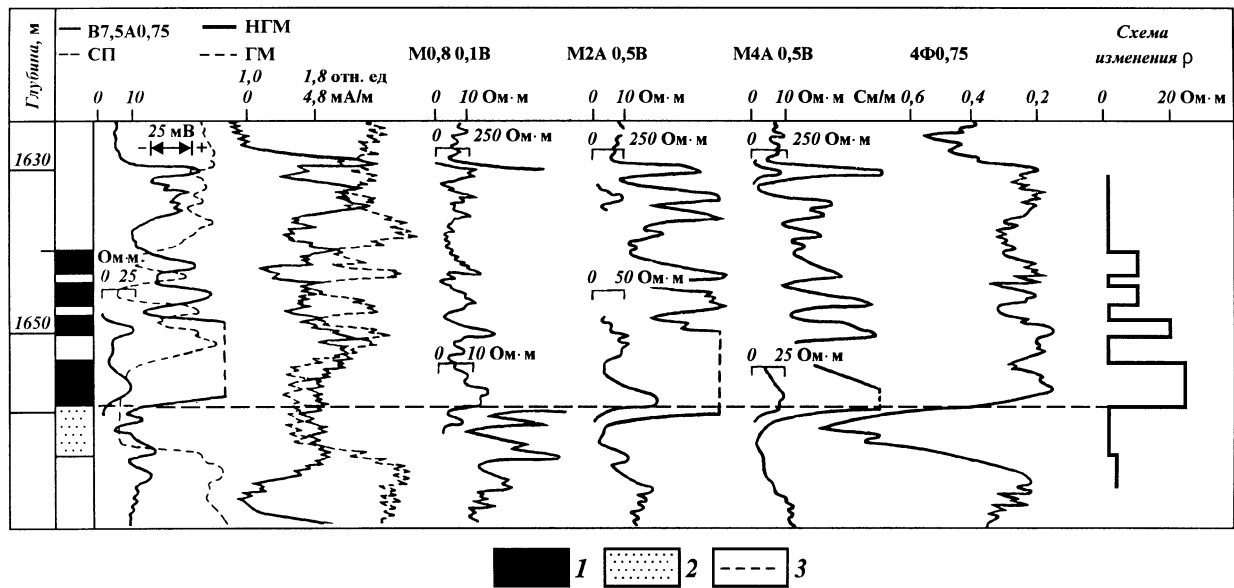 Глубина, м
В7,5А0,75 НГМ
СП ГМ
М0,8 0,1В М2А 0,5В М4А 0,5В 4Ф0,75
Схема
изменения ρ
1,0 1,8 отн. ед
0 10 0 4,8 мА/м 0 10 Ом·м 0 10 Ом·м 0 10 Ом·м См/м 0,6 0,4 0,2 0 20 Ом·м
25 мВ
- +
0 250 Ом·м 0 250 Ом·м 0 250 Ом·м
1630
Ом·м
0 25 0 50 Ом·м
1650
0 10 Ом·м 0 25 Ом·м
1 2 3